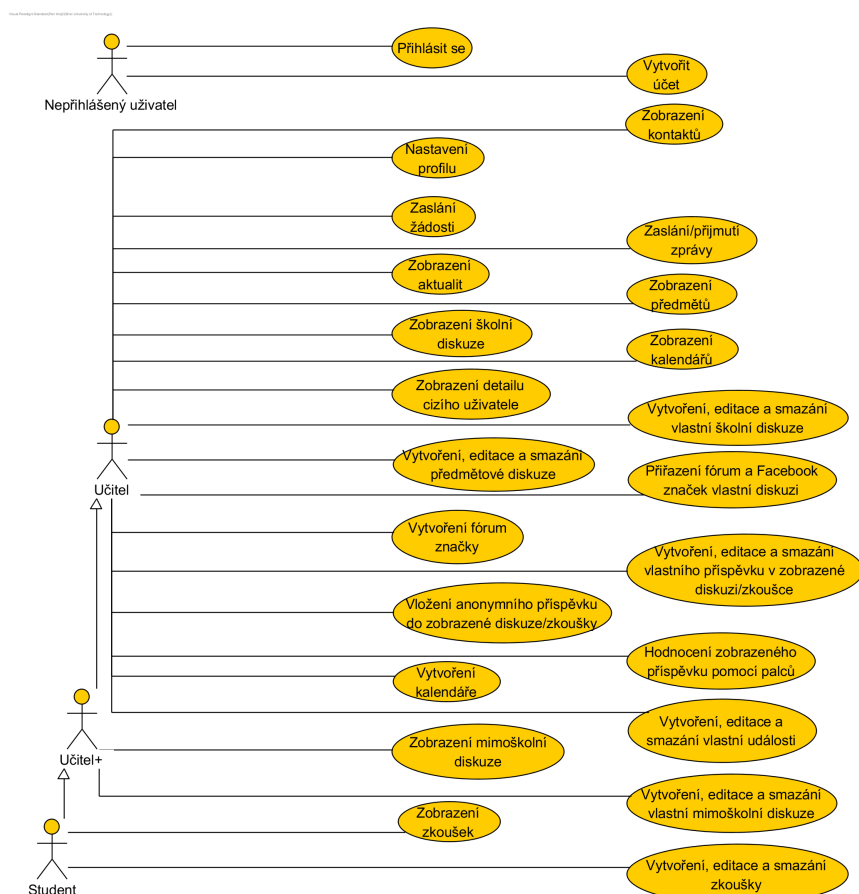 Přihlásit se
Vytvořit
účet
Nepřihlášený uživatel
Zobrazení
kontaktů
Nastavení
profilu
Zaslání
žádosti
Zaslání/přijmutí
zprávy
Zobrazení
aktualit
Zobrazení
předmětů
Zobrazení školní
diskuze
Zobrazení
kalendářů
Zobrazení detailu
cizího uživatele
Vytvoření, editace a smazání
vlastní školní diskuze
Učitel
Vytvoření, editace a smazání
předmětové diskuze
Přiřazení fórum a Facebook
značek vlastní diskuzi
Vytvoření fórum
značky
Vytvoření, editace a smazání
vlastního příspěvku v zobrazené
diskuzi/zkoušce
Vložení anonymního příspěvku
do zobrazené diskuze/zkoušky
Hodnocení zobrazeného
příspěvku pomocí palců
Vytvoření
kalendáře
Vytvoření, editace a
smazání vlastní události
Učitel+
Zobrazení mimoškolní
diskuze
Vytvoření, editace a smazání
vlastní mimoškolní diskuze
Zobrazení
zkoušek
Vytvoření, editace a smazání
zkoušky
Student